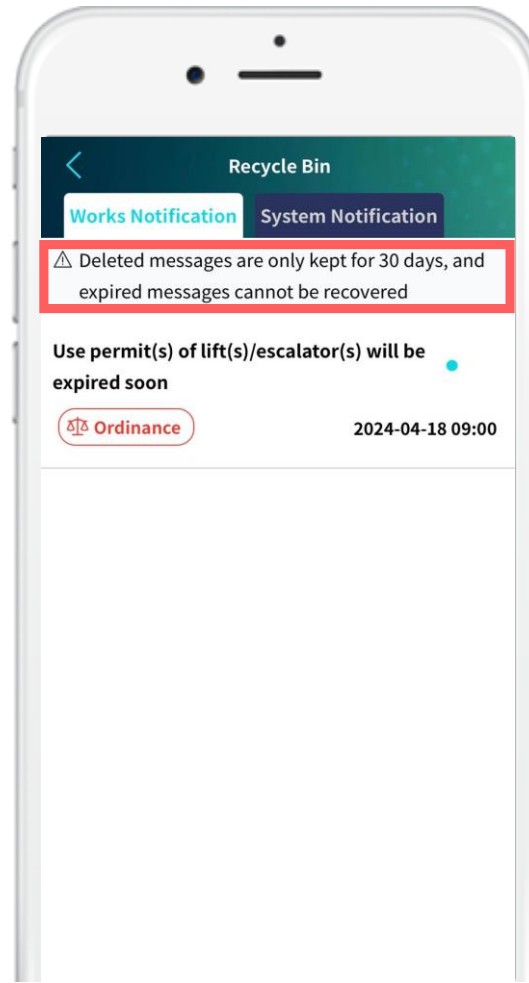 Recycle Bin
Works Notification System Notification
⚠ Deleted messages are only kept for 30 days, and
expired messages cannot be recovered
Use permit(s) of lift(s)/escalator(s) will be
expired soon
Ordinance 2024-04-18 09:00